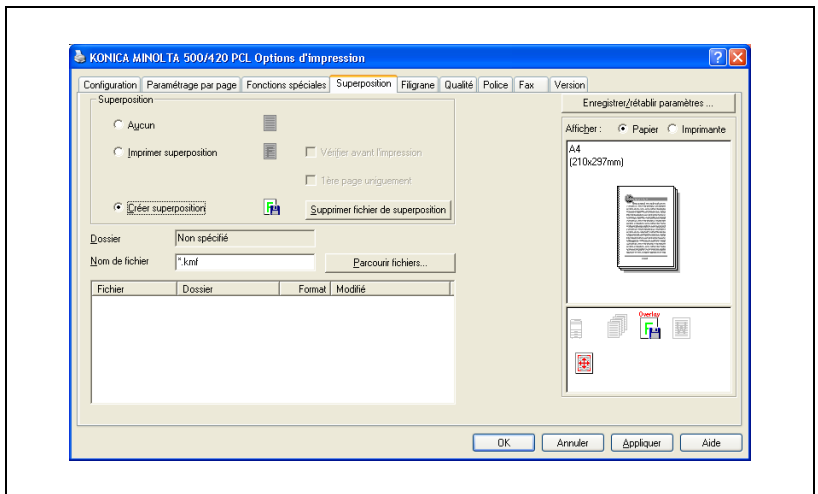 KONICA MINOLTA 500/420 PCL Options d'impression
Configuration Paramétrage par page Fonctions spéciales Superposition Filigrane Qualité Police Fax Version
Superposition
Aucun
Imprimer superposition
Vérifier avant l'impression
1ère page uniquement
Créer superposition
Supprimer fichier de superposition
Dossier Non spécifié
Nom de fichier *.kmf Parcourir fichiers...
Fichier Dossier Format Modifié
Enregistrer/rétablir paramètres ...
Afficher : Papier Imprimante
A4
(210x297mm)
Overlay
OK Annuler Appliquer Aide